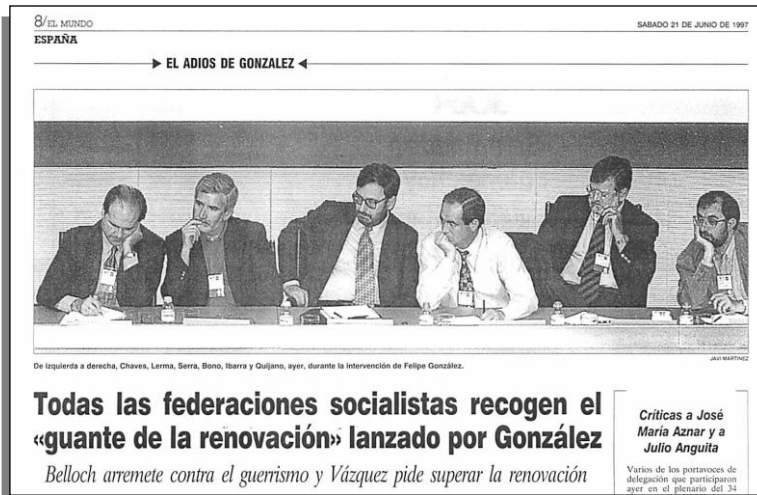 8/EL MUNDO
SABADO 21 DE JUNIO DE 1997
ESPAÑA
EL ADIOS DE GONZALEZ
JAVI MARTINEZ
De izquierda a derecha, Chaves, Lerma, Serra, Bono, Ibarra y Quijano, ayer, durante la intervención de Felipe González.
Todas las federaciones socialistas recogen el
«guante de la renovación» lanzado por González
Belloch arremete contra el guerrismo y Vázquez pide superar la renovación
Críticas a José
María Aznar y a
Julio Anguita
Varios de los portavoces de
delegación que participaron
ayer en el plenario del 34